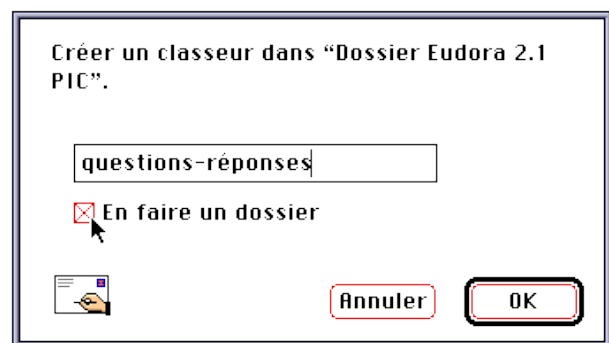 Créer un classeur dans “Dossier Eudora 2.1
PIC”.
questions-réponses
En faire un dossier
Annuler
OK